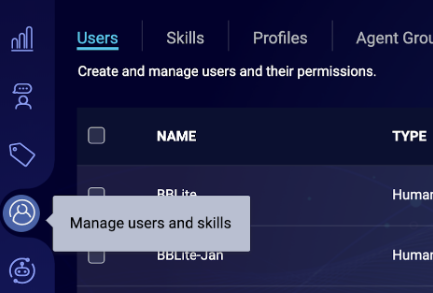 Users Skills Profiles Agent Grou
Create and manage users and their permissions.
NAME TYPE
BBLite Human
Manage users and skills
BBLite-Jan Human